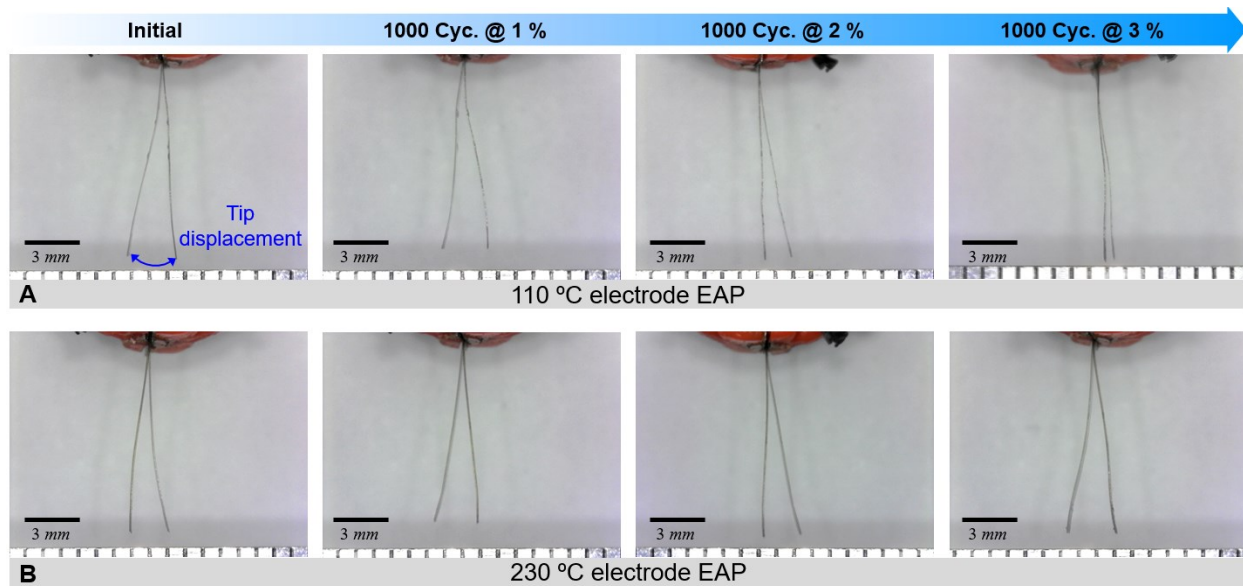 Initial
1000 Cyc. @ 1 %
1000 Cyc. @ 2 %
1000 Cyc. @ 3 %
Tip
displacement
3 mm
3 mm
3 mm
3 mm
A
110 ºC electrode EAP
3 mm
3 mm
3 mm
3 mm
B
230 ºC electrode EAP